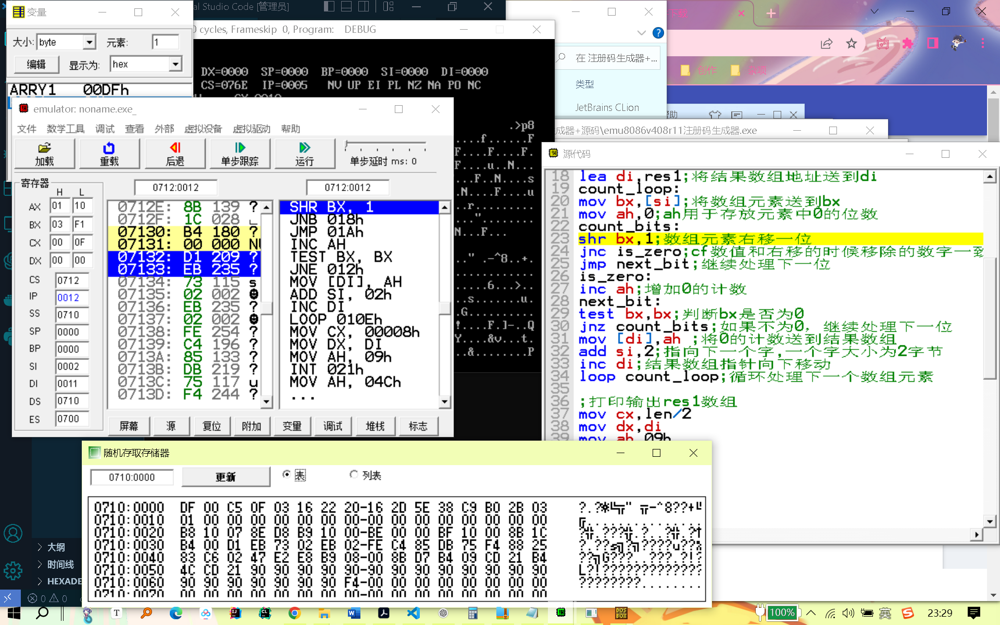 变量
al Studio Code [管理员]
大小: byte 元素: 1
编辑 显示为: hex
ARRY1 00DFh
0 cycles, Frameskip 0, Program: DEBUG
DX=0000 SP=0000 BP=0000 SI=0000 DI=0000
CS=076E IP=0005 NV UP EI PL NZ NA PO NC
.>p8
....f......F
F....F....F.
F....u..N...
...F..N....s
.N....F....u
..r.........
..."........
N...F...
.." .-^8..+.
............
.....6...>..
..s.......u.
.G..........
!....F.]-..Q
Y....&v...t.
..&........P
在 注册码生成器+...
类型
JetBrains CLion
创作
杂项
帮助
成器+源码\emu8086v408r11注册码生成器.exe
emulator: noname.exe_
文件 数学工具 调试 查看 外部 虚拟设备 虚拟驱动 帮助
加载 重载 后退 单步跟踪 运行 单步延时 ms: 0
寄存器
H L
AX 01 10
BX 03 F1
CX 00 0F
DX 00 00
CS 0712
IP 0012
SS 0710
SP 0000
BP 0000
SI 0002
DI 0011
DS 0710
ES 0700
0712:0012
0712E: 8B 139 ?
0712F: 1C 028 ∟
07130: B4 180 ?
07131: 00 000 NU
07132: D1 209 ?
07133: EB 235 ?
07134: 73 115 s
07135: 02 002 ☻
07136: EB 235 ?
07137: 02 002 ☻
07138: FE 254 ?
07139: C4 196 ?
0713A: 85 133 ?
0713B: DB 219 ?
0713C: 75 117 u
0713D: F4 244 ?
0712:0012
SHR BX, 1
JNB 018h
JMP 01Ah
INC AH
TEST BX, BX
JNE 012h
MOV [DI], AH
ADD SI, 02h
INC DI
LOOP 010Eh
MOV CX, 00008h
MOV DX, DI
MOV AH, 09h
INT 021h
MOV AH, 04Ch
...
屏幕 源 复位 附加 变量 调试 堆栈 标志
源代码
18 lea di,res1;将结果数组地址送到di
19 count_loop:
20 mov bx,[si];将数组元素送到bx
21 mov ah,0;ah用于存放元素中0的位数
22 count_bits:
23 shr bx,1;数组元素右移一位
24 jnc is_zero;cf数值和右移的时候移除的数字一致
25 jmp next_bit;继续处理下一位
26 is_zero:
27 inc ah;增加0的计数
28 next_bit:
29 test bx,bx;判断bx是否为0
30 jnz count_bits;如果不为0，继续处理下一位
31 mov [di],ah ;将0的计数送到结果数组
32 add si,2;指向下一个字,一个字大小为2字节
33 inc di;结果数组指针向下移动
34 loop count_loop;循环处理下一个数组元素
35
36 ;打印输出res1数组
37 mov cx,len/2
38 mov dx,di
39 mov ah,09h
随机存取存储器
0710:0000 更新 表 列表
0710:0000 DF 00 C5 0F 03 16 22 20-16 2D 5E 38 C9 B0 2B 03
0710:0010 01 00 00 00 00 00 00 00-00 00 00 00 00 00 00 00
0710:0020 B8 10 07 8E D8 B9 10 00-BE 00 00 BF 10 00 8B 1C
0710:0030 B4 00 D1 EB 73 02 EB 02-FE C4 85 DB 75 F4 88 25
0710:0040 83 C6 02 47 E2 E8 B9 08-00 8B D7 B4 09 CD 21 B4
0710:0050 4C CD 21 90 90 90 90 90-90 90 90 90 90 90 90 90
0710:0060 90 90 90 90 90 90 F4-00 00 00 00 00 00 00 00 00
大纲
时间线
HEXADE
0 0
100% 英 23:29